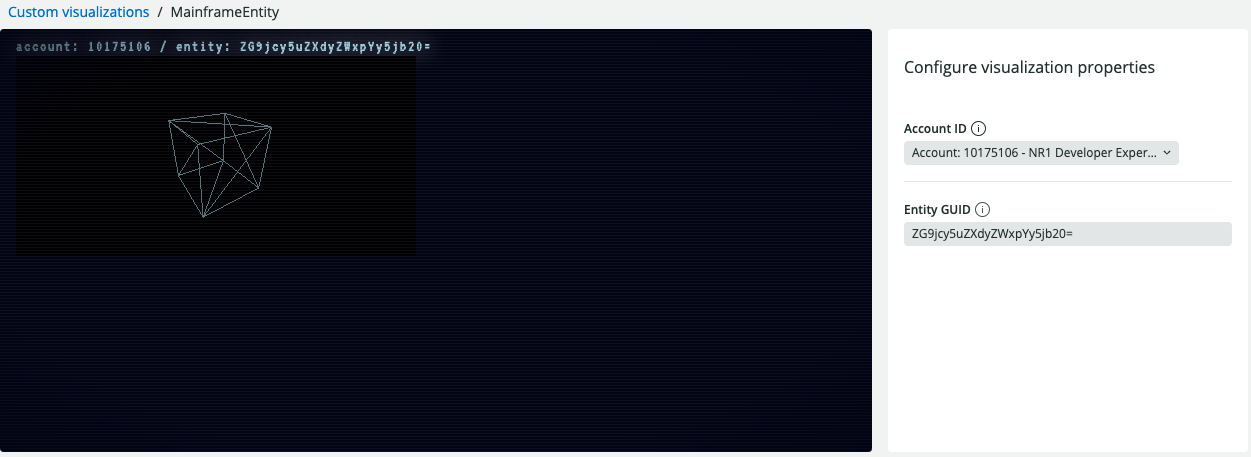 Custom visualizations / MainframeEntity
account: 10175106 / entity: ZG9jcy5uZXdyZWxpYy5jb20=
Configure visualization properties
Account ID
Account: 10175106 - NR1 Developer Exper...
Entity GUID
ZG9jcy5uZXdyZWxpYy5jb20=